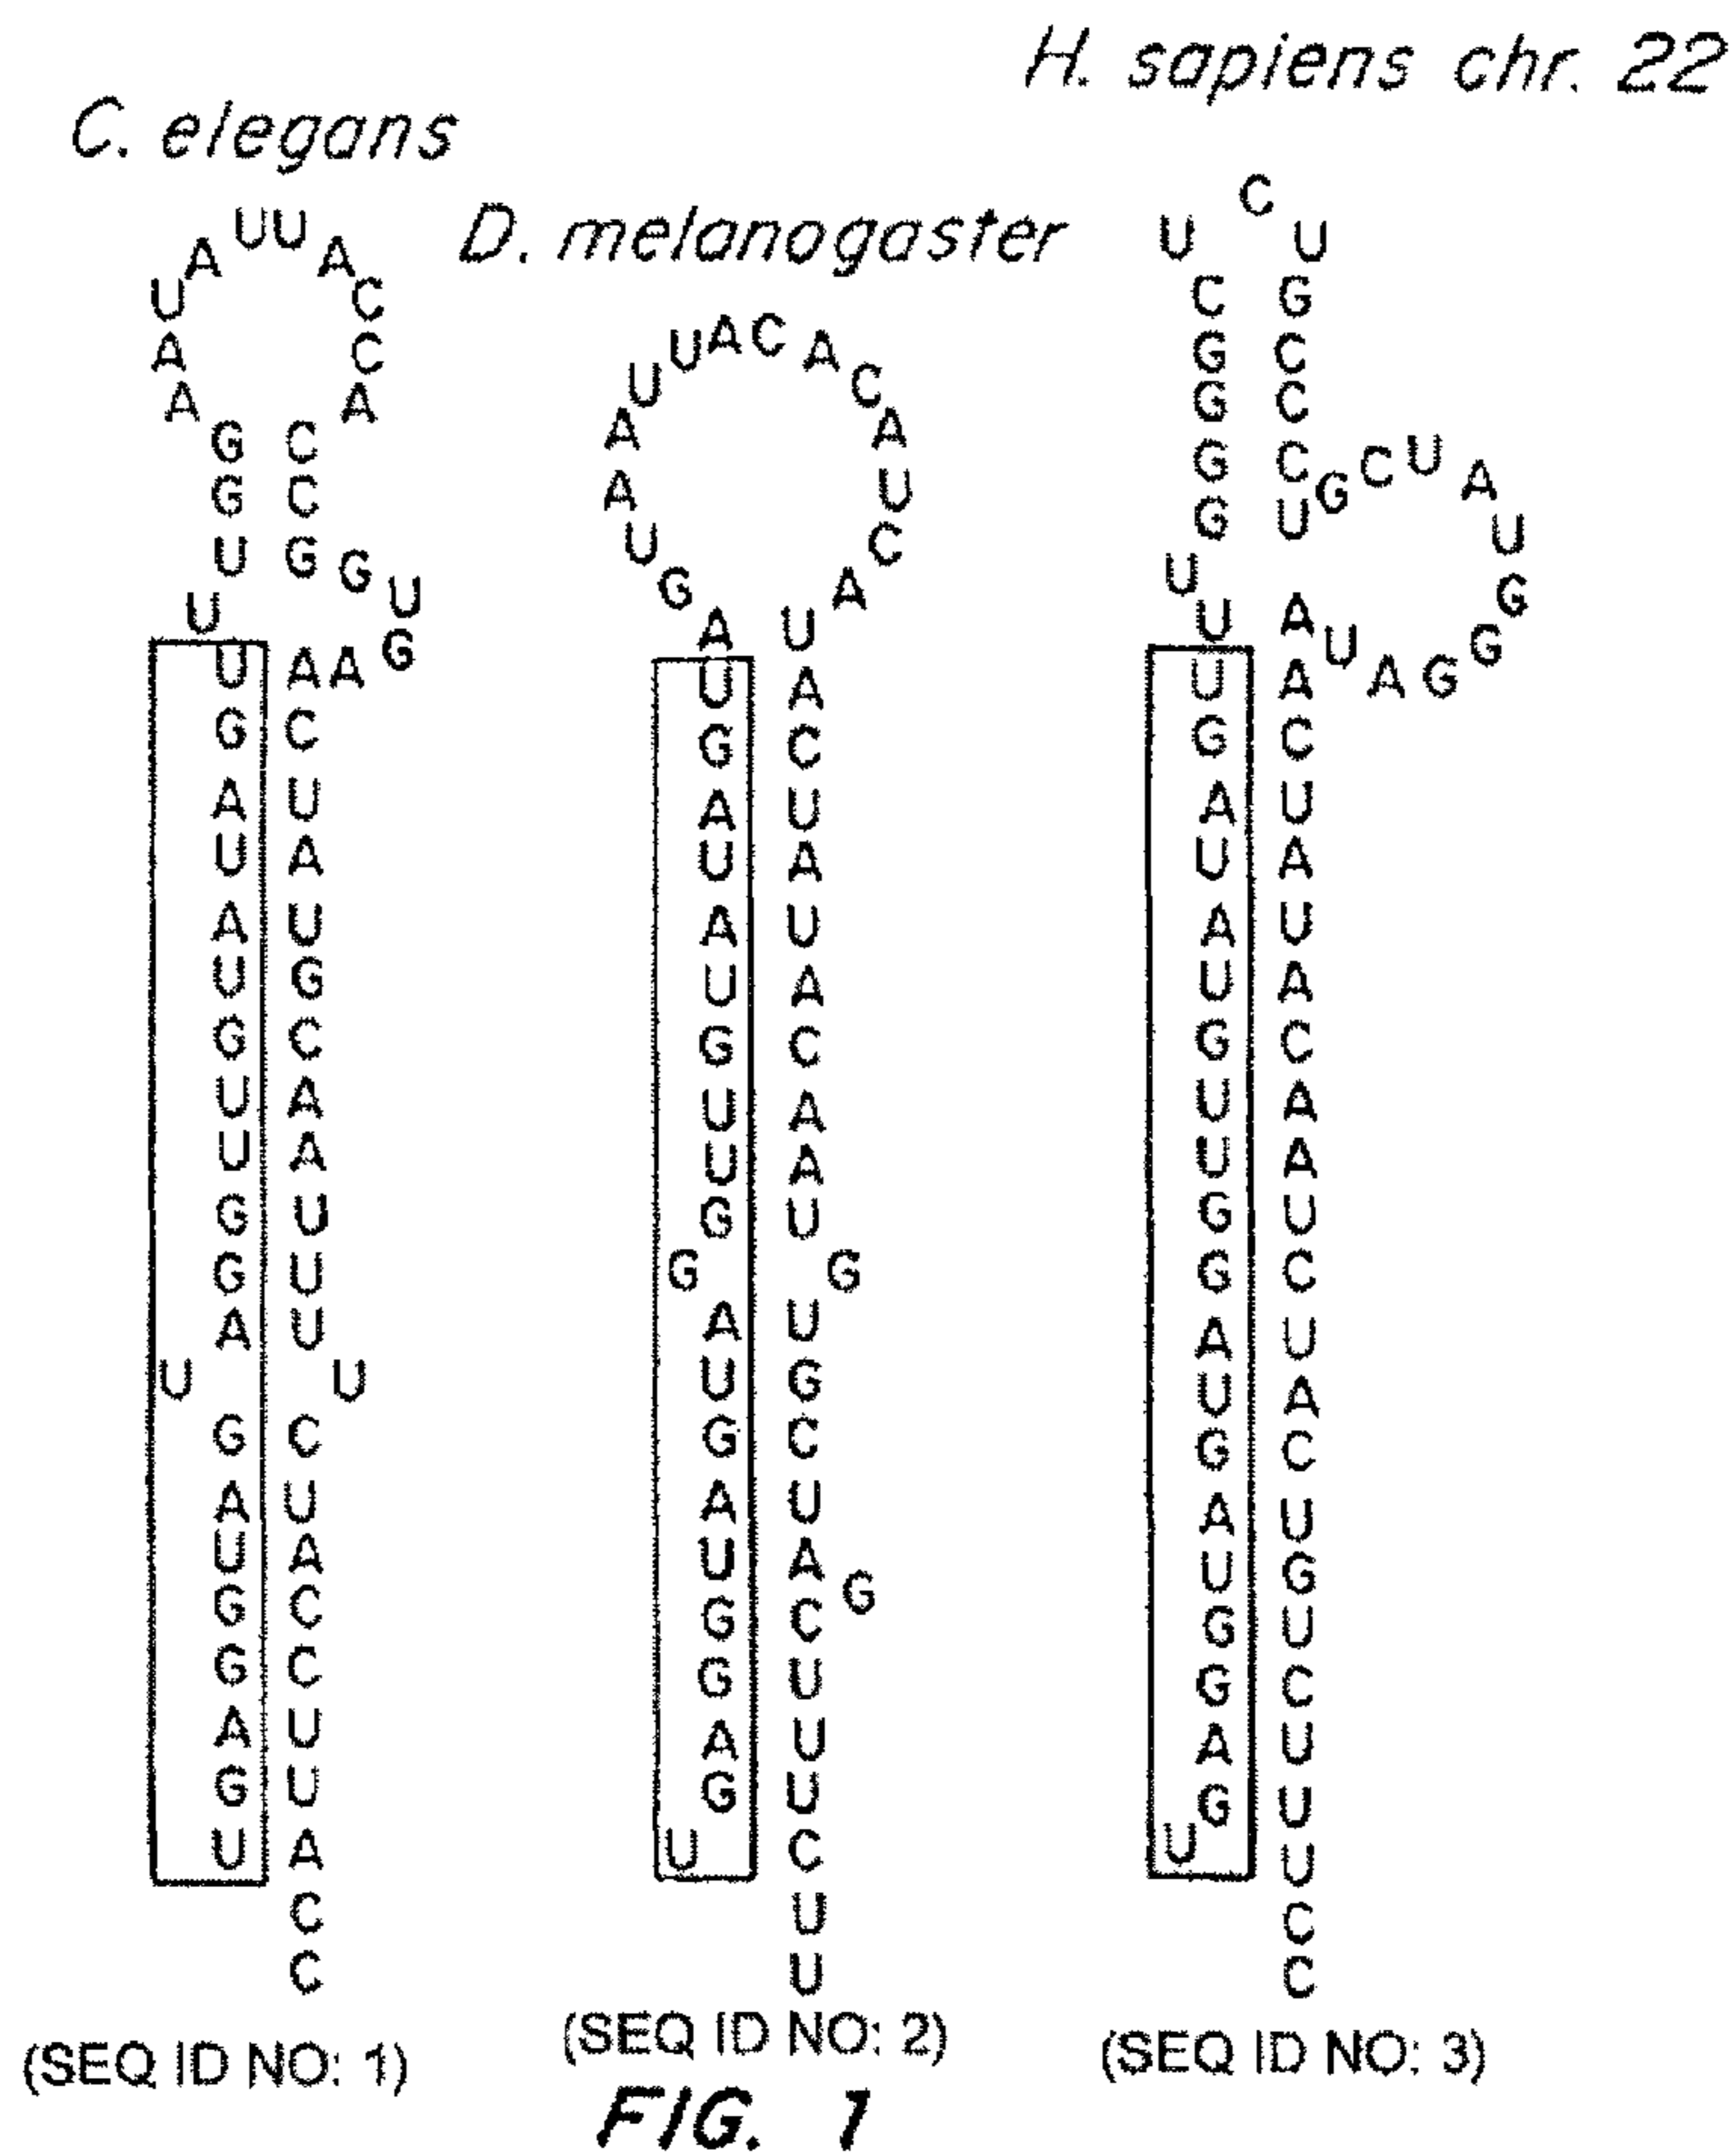 C. elegans
UU
A A
U C
A C
A A
G C
G C
U G G U
U G
U A A
G C
A U
U A
A U
U G
G C
U A
U A
G U
G U
A U
U U
G C
A U
U A
G C
G C
A U
G U
U A
C
C
(SEQ ID NO: 1)
D. melanogaster
U A C A
U C
A A
A U
U C
G A
A U
U A
G C
A U
U A
A U
U A
G C
U A
U A
G U
G G
A U
U G
G C
A U
U A G
G C
G U
A U
G U
U C
U
U
(SEQ ID NO: 2)
H. sapiens chr. 22
C
U U
C G
G C
G C
G C G C U A
G U U
U G
U A U G
U A A G
G C
A U
U A
A U
U A
G C
U A
U A
G U
G C
A U
U A
G C
A U
U G
G U
G C
A U
G U
U U
C
C
(SEQ ID NO: 3)
FIG. 1